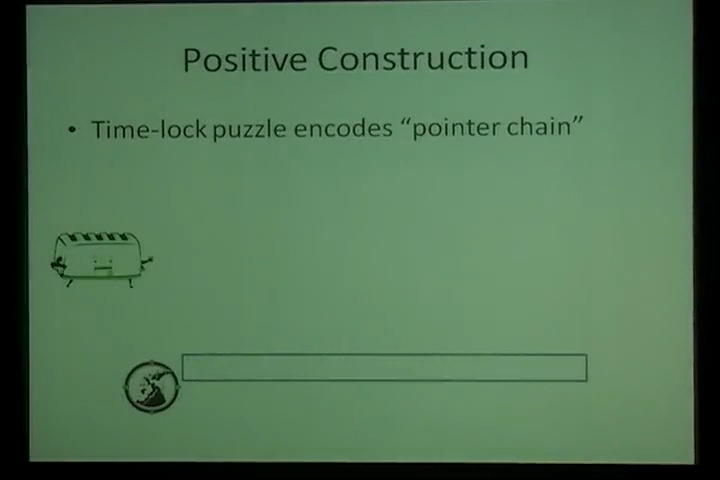 Positive Construction
• Time-lock puzzle encodes “pointer chain”